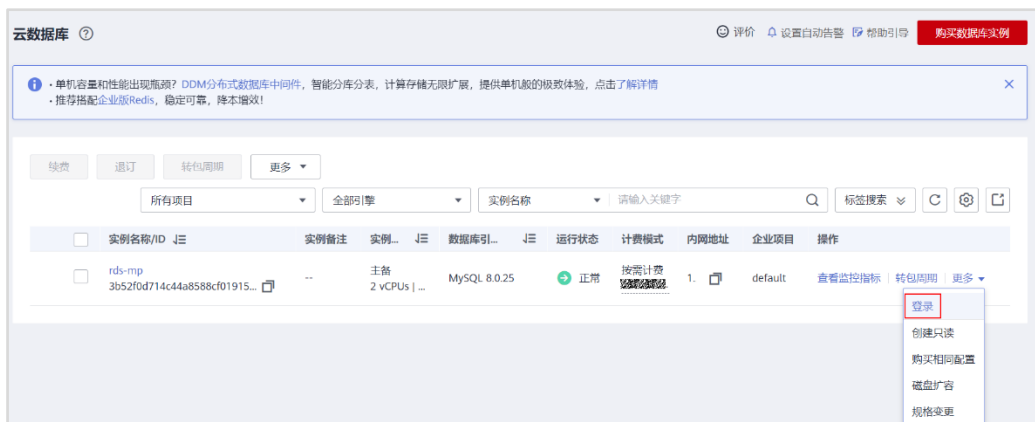 云数据库
评价 设置自动告警 帮助引导 购买数据库实例
· 单机容量和性能出现瓶颈？DDM分布式数据库中间件，智能分库分表，计算存储无限扩展，提供单机般的极致体验，点击了解详情
· 推荐搭配企业版Redis，稳定可靠，降本增效！
续费 退订 转包周期 更多
所有项目 全部引擎 实例名称 请输入关键字 标签搜索
实例名称/ID 实例备注 实例... 数据库引... 运行状态 计费模式 内网地址 企业项目 操作
rds-mp
3b52f0d714c44a8588cf01915...
--
主备
2 vCPUs | ...
MySQL 8.0.25
正常
按需计费
1.
default
查看监控指标 转包周期 更多
登录
创建只读
购买相同配置
磁盘扩容
规格变更